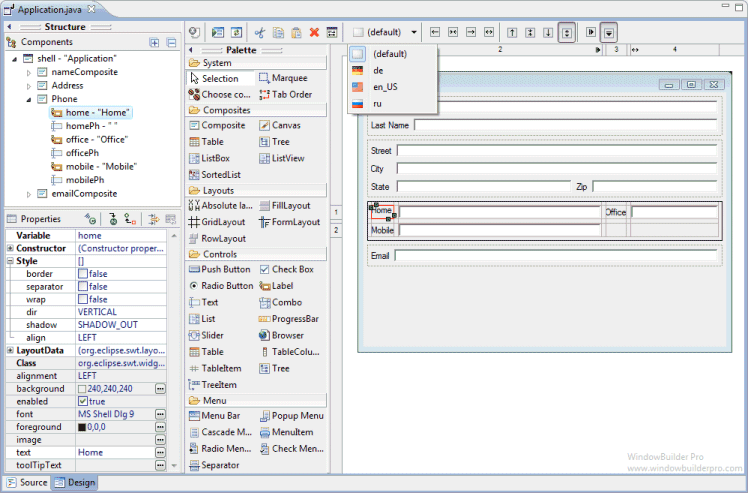 Application.java
Structure
Palette
(default)
Components
shell - "Application"
nameComposite
Address
Phone
home - "Home"
homePh - " "
office - "Office"
officePh
mobile - "Mobile"
mobilePh
emailComposite
Properties
Variable home
Constructor (Constructor proper...
Style []
border false
separator false
wrap false
dir VERTICAL
shadow SHADOW_OUT
align LEFT
LayoutData (org.eclipse.swt.layo...
Class org.eclipse.swt.widg...
alignment LEFT
background 240,240,240
enabled true
font MS Shell Dlg 9
foreground 0,0,0
image
text Home
toolTipText
Source Design
System
Selection Marquee
Choose co... Tab Order
Composites
Composite Canvas
Table Tree
ListBox ListView
SortedList
Layouts
Absolute la... FillLayout
GridLayout FormLayout
RowLayout
Controls
Push Button Check Box
Radio Button Label
Text Combo
List ProgressBar
Slider Browser
Table TableColu...
TableItem Tree
TreeItem
Menu
Menu Bar Popup Menu
Cascade M... MenuItem
Radio Men... Check Men...
Separator
(default)
de
en_US
ru
2 3 4
1
2
Last Name
Street
City
State Zip
Home Office
Mobile
Email
WindowBuilder Pro
www.windowbuilderpro.com